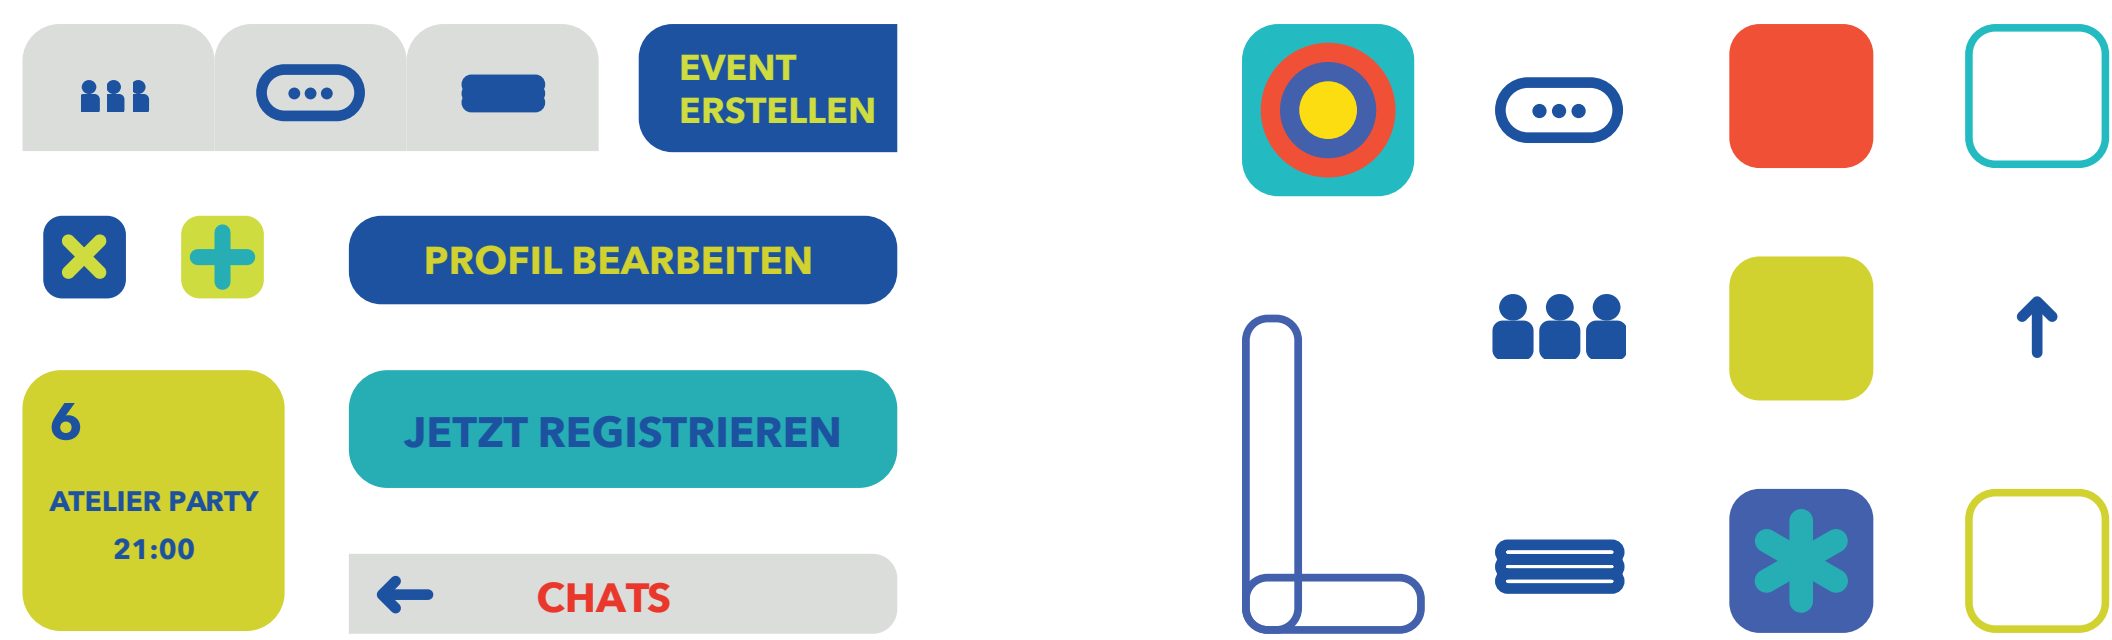 EVENT
ERSTELLEN
PROFIL BEARBEITEN
6
ATELIER PARTY
21:00
JETZT REGISTRIEREN
CHATS